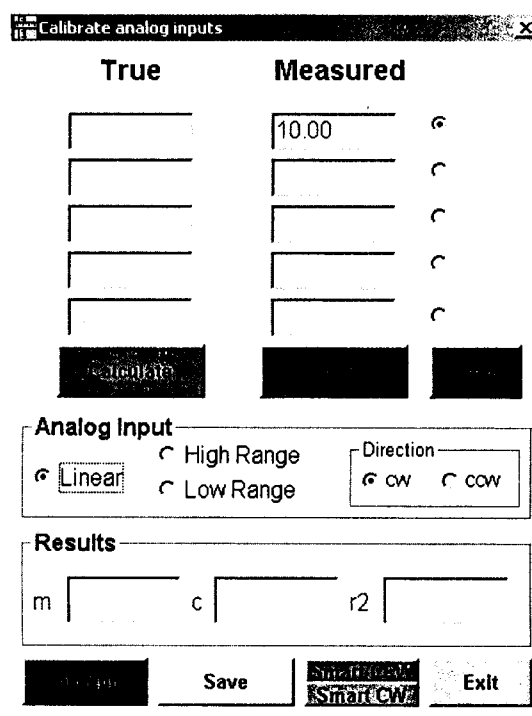 Calibrate analog inputs
True Measured
10.00
Calculate
Analog Input
Linear
High Range
Low Range
Direction
CW CCW
Results
m c r2
Save
Smart CW
Exit